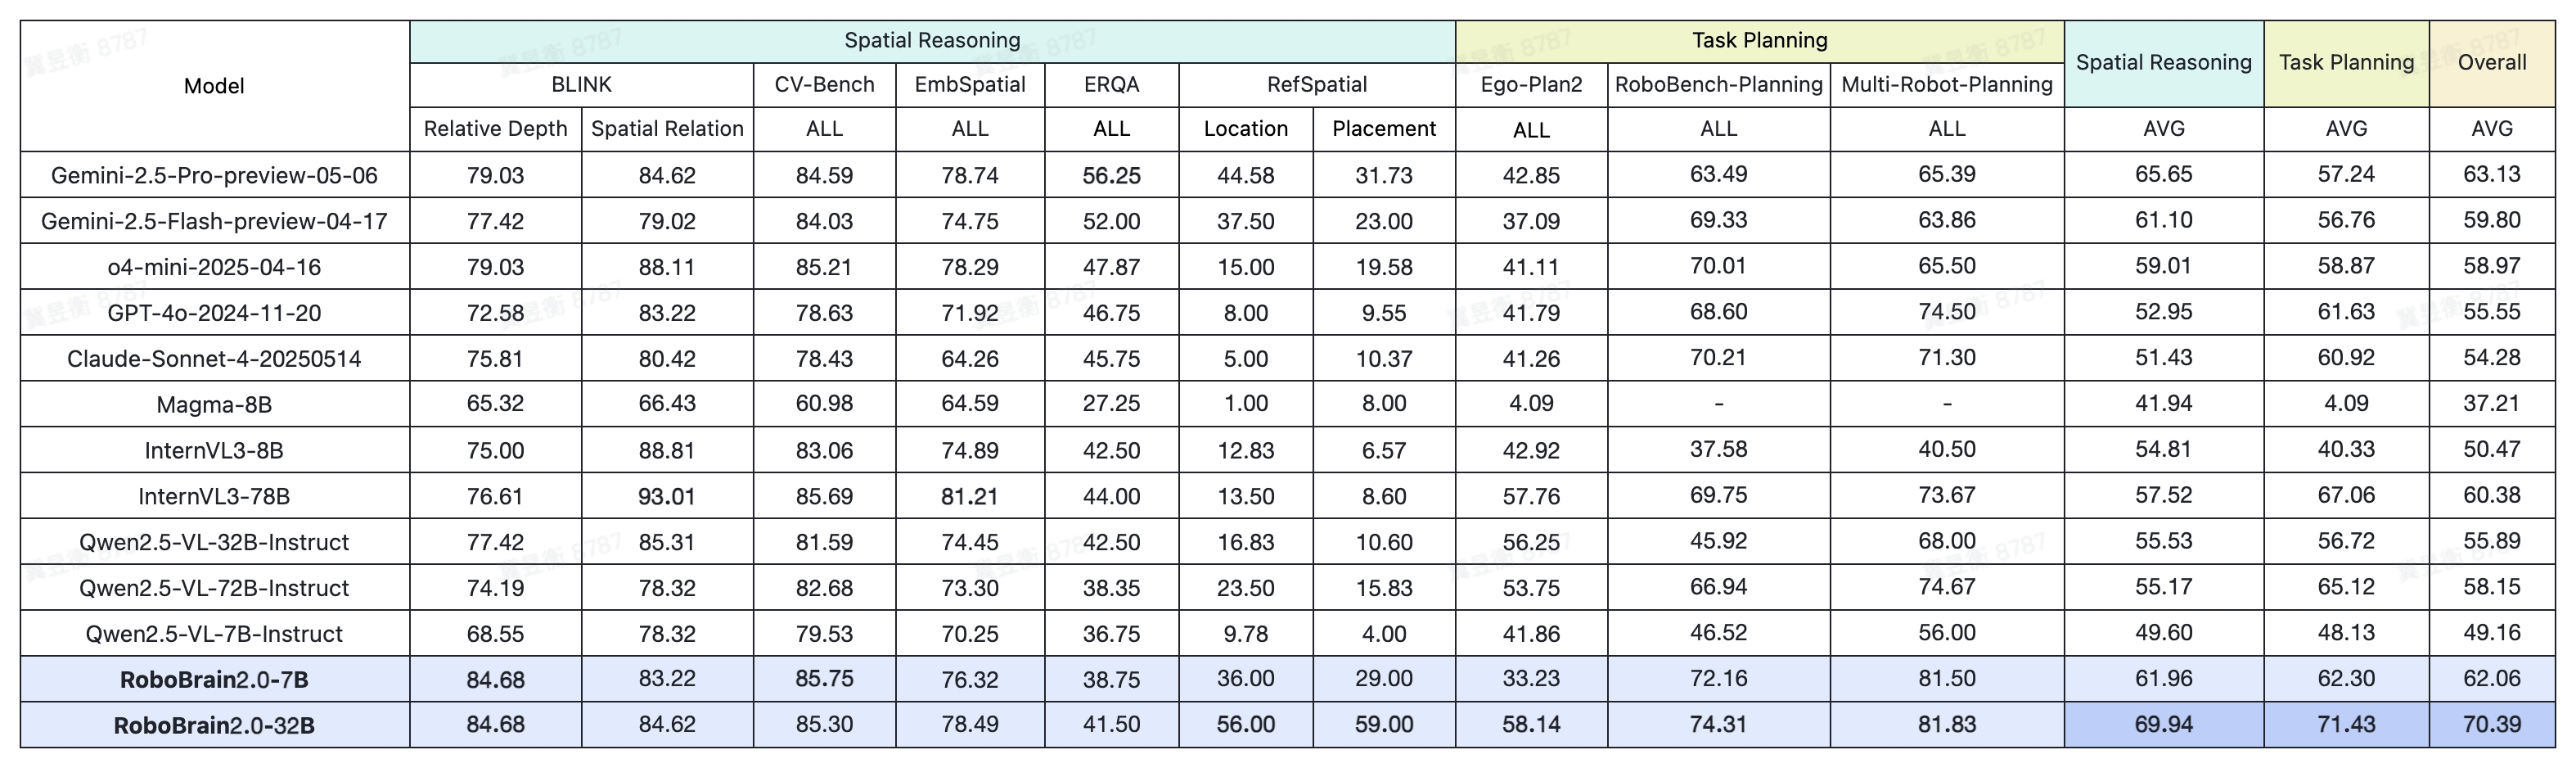 Model Spatial Reasoning Task Planning Spatial Reasoning Task Planning Overall
BLINK CV-Bench EmbSpatial ERQA RefSpatial Ego-Plan2 RoboBench-Planning Multi-Robot-Planning
Relative Depth Spatial Relation ALL ALL ALL Location Placement ALL ALL ALL AVG AVG AVG
Gemini-2.5-Pro-preview-05-06 79.03 84.62 84.59 78.74 56.25 44.58 31.73 42.85 63.49 65.39 65.65 57.24 63.13
Gemini-2.5-Flash-preview-04-17 77.42 79.02 84.03 74.75 52.00 37.50 23.00 37.09 69.33 63.86 61.10 56.76 59.80
o4-mini-2025-04-16 79.03 88.11 85.21 78.29 47.87 15.00 19.58 41.11 70.01 65.50 59.01 58.87 58.97
GPT-4o-2024-11-20 72.58 83.22 78.63 71.92 46.75 8.00 9.55 41.79 68.60 74.50 52.95 61.63 55.55
Claude-Sonnet-4-20250514 75.81 80.42 78.43 64.26 45.75 5.00 10.37 41.26 70.21 71.30 51.43 60.92 54.28
Magma-8B 65.32 66.43 60.98 64.59 27.25 1.00 8.00 4.09 - - 41.94 4.09 37.21
InternVL3-8B 75.00 88.81 83.06 74.89 42.50 12.83 6.57 42.92 37.58 40.50 54.81 40.33 50.47
InternVL3-78B 76.61 93.01 85.69 81.21 44.00 13.50 8.60 57.76 69.75 73.67 57.52 67.06 60.38
Qwen2.5-VL-32B-Instruct 77.42 85.31 81.59 74.45 42.50 16.83 10.60 56.25 45.92 68.00 55.53 56.72 55.89
Qwen2.5-VL-72B-Instruct 74.19 78.32 82.68 73.30 38.35 23.50 15.83 53.75 66.94 74.67 55.17 65.12 58.15
Qwen2.5-VL-7B-Instruct 68.55 78.32 79.53 70.25 36.75 9.78 4.00 41.86 46.52 56.00 49.60 48.13 49.16
RoboBrain2.0-7B 84.68 83.22 85.75 76.32 38.75 36.00 29.00 33.23 72.16 81.50 61.96 62.30 62.06
RoboBrain2.0-32B 84.68 84.62 85.30 78.49 41.50 56.00 59.00 58.14 74.31 81.83 69.94 71.43 70.39